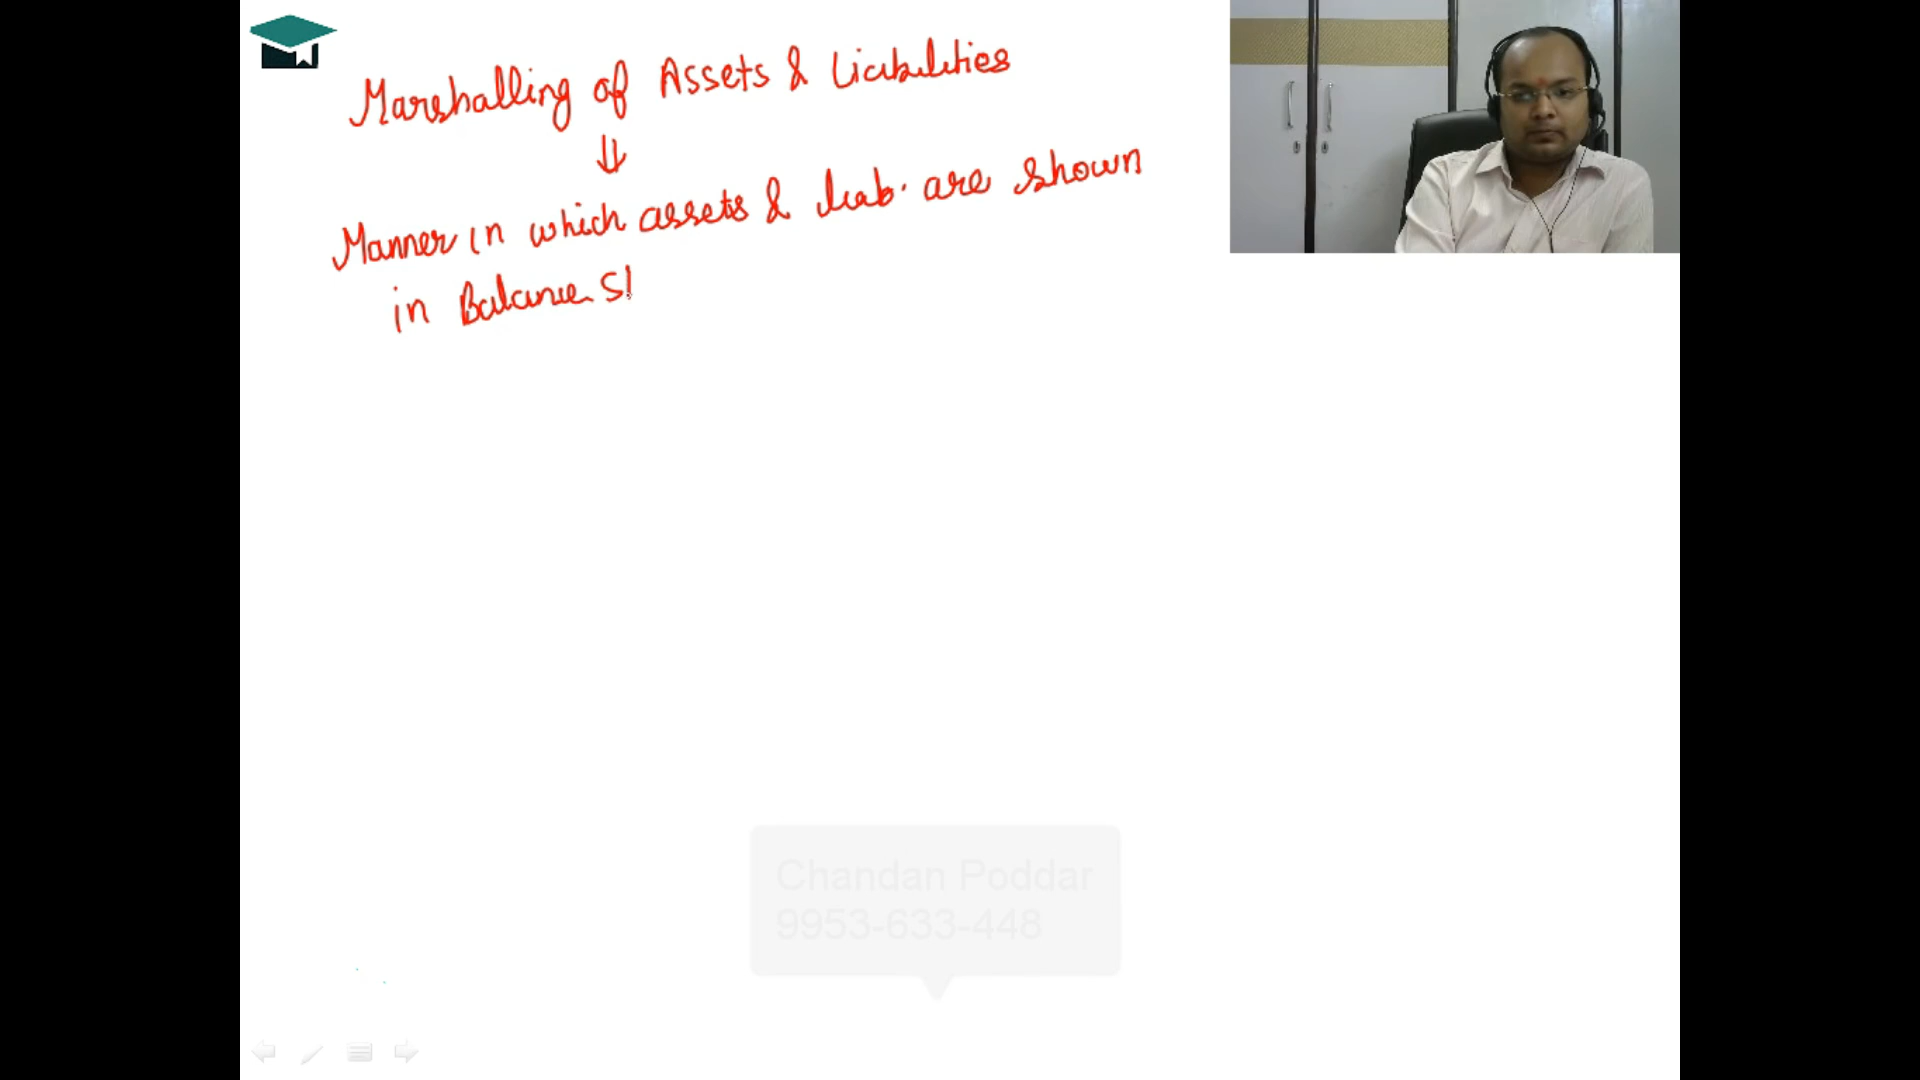 Marshalling of Assets & Liabilities
⇓
Manner in which assets & liab. are shown
in Balance S
Chandan Poddar
9953-633-448